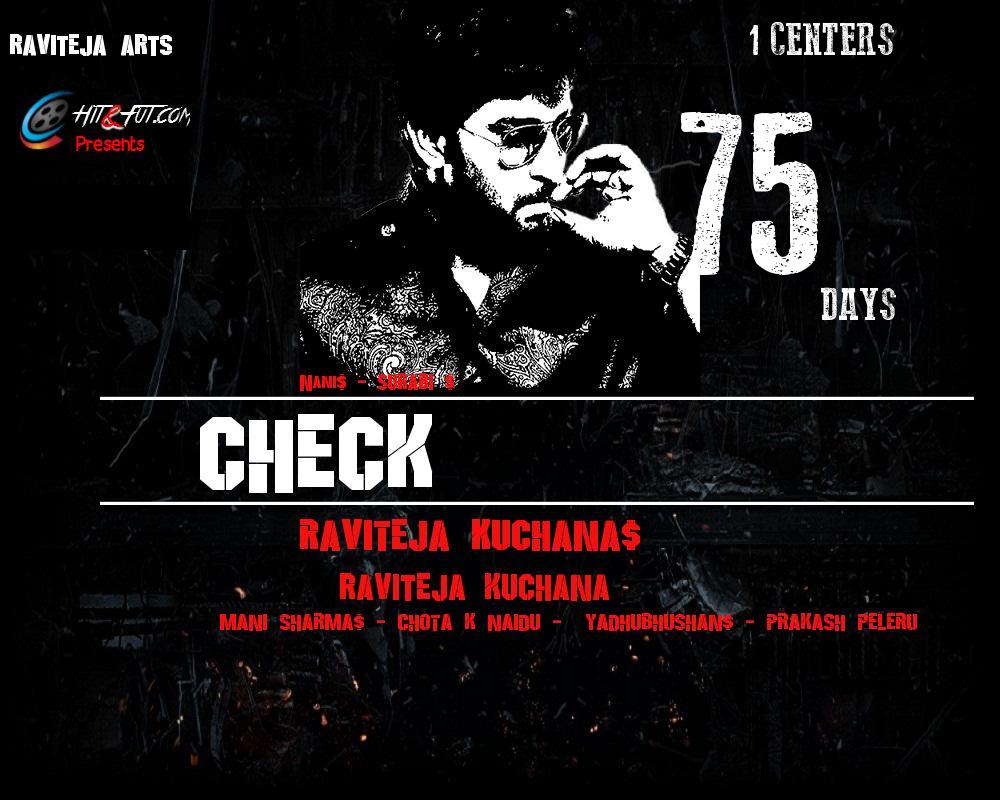 RAVITEJA ARTS
HIT&FUT.COM
Presents
1 CENTERS
75
DAYS
NANI$ - SURABI $
CHECK
RAVITEJA KUCHANA$
RAVITEJA KUCHANA
MANI SHARMA$ - CHOTA K NAIDU - YADHUBHUSHAN$ - PRAKASH PELERU